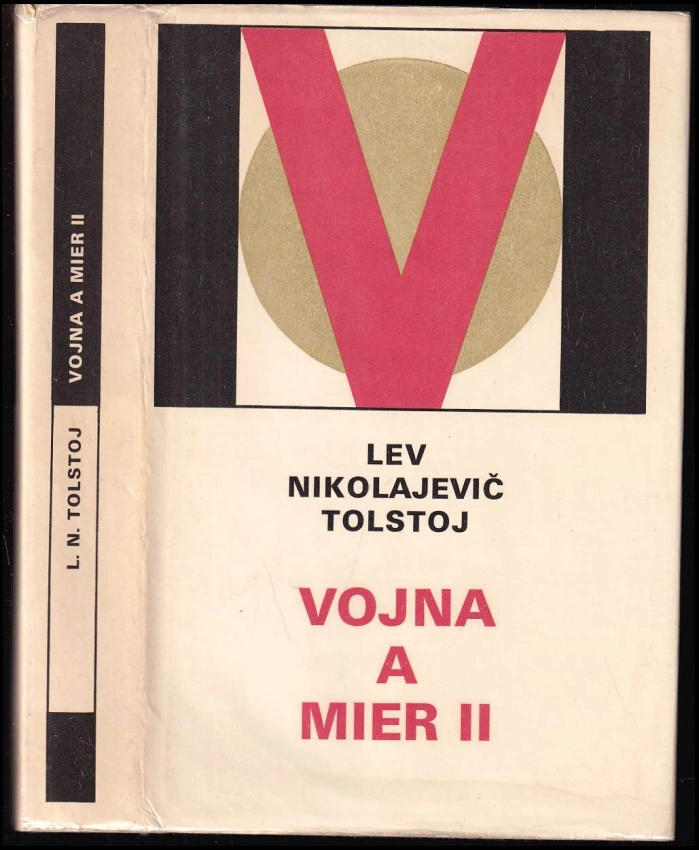 VOJNA A MIER II
L. N. TOLSTOJ
LEV
NIKOLAJEVIČ
TOLSTOJ
VOJNA
A
MIER II